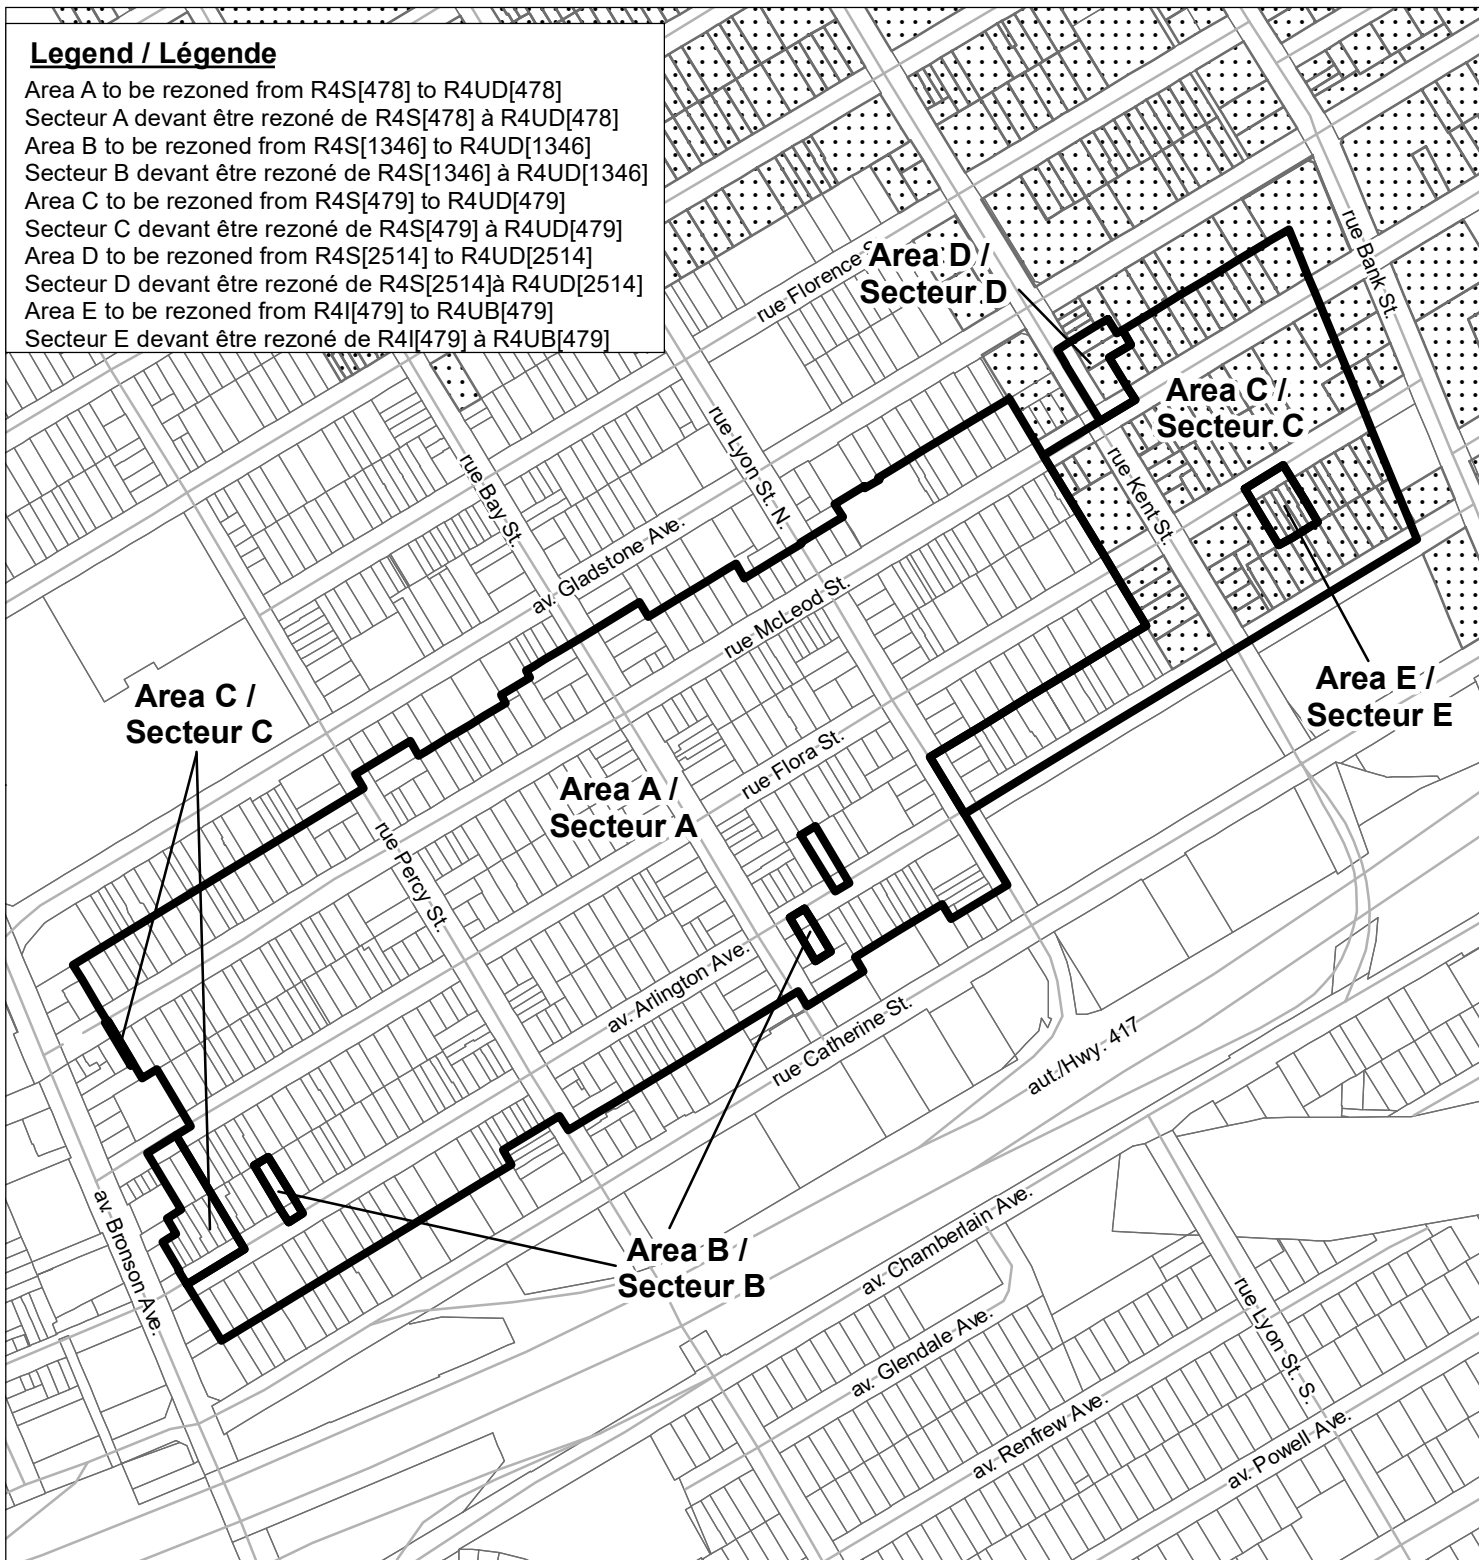 Legend / Légende
Area A to be rezoned from R4S[478] to R4UD[478]
Secteur A devant être rezoné de R4S[478] à R4UD[478]
Area B to be rezoned from R4S[1346] to R4UD[1346]
Secteur B devant être rezoné de R4S[1346] à R4UD[1346]
Area C to be rezoned from R4S[479] to R4UD[479]
Secteur C devant être rezoné de R4S[479] à R4UD[479]
Area D to be rezoned from R4S[2514] to R4UD[2514]
Secteur D devant être rezoné de R4S[2514]à R4UD[2514]
Area E to be rezoned from R4I[479] to R4UB[479]
Secteur E devant être rezoné de R4I[479] à R4UB[479]
rue Bank St.
rue Florence S
Area D /
Secteur D
Area C /
Secteur C
rue Lyon St. N.
rue Bay St.
rue Kent St.
av. Gladstone Ave.
rue McLeod St.
Area E /
Secteur E
Area C /
Secteur C
rue Flora St.
Area A /
Secteur A
rue Percy St.
av. Arlington Ave.
rue Catherine St.
aut./Hwy. 417
av. Bronson Ave.
Area B /
Secteur B
av. Chamberlain Ave.
av. Glendale Ave.
rue Lyon St. S.
av. Renfrew Ave.
av. Powell Ave.